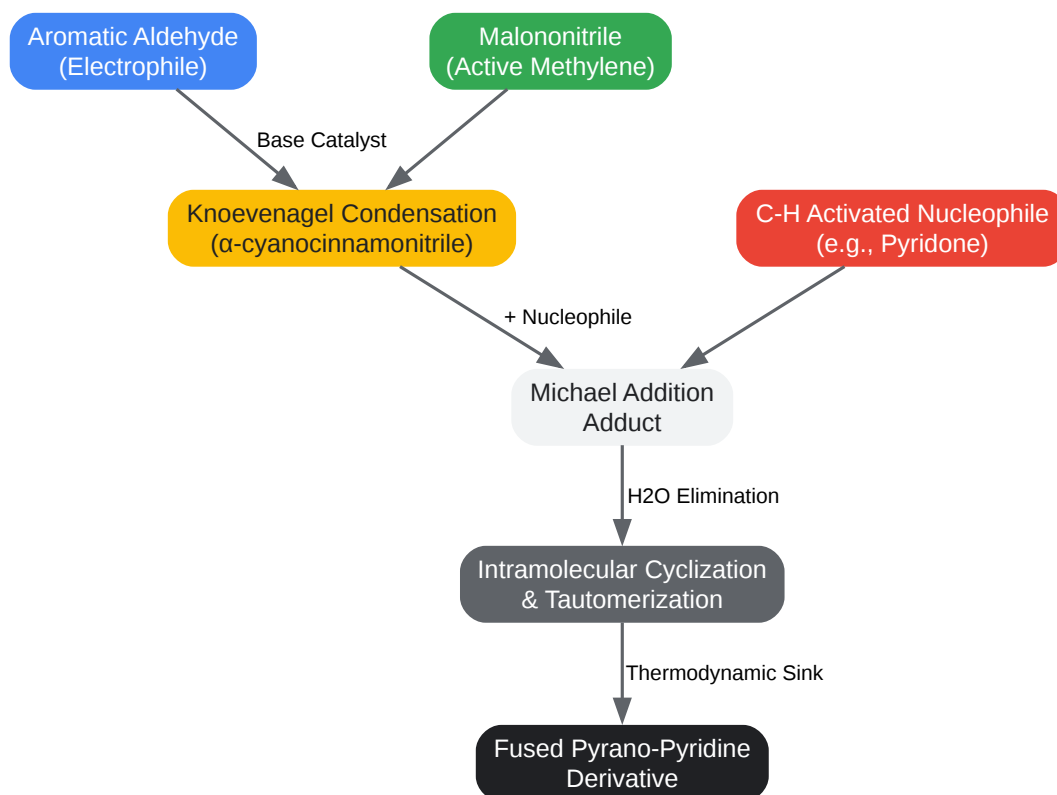 Aromatic Aldehyde
(Electrophile)
Malononitrile
(Active Methylene)
Base Catalyst
Knoevenagel Condensation
(α-cyanocinnamonitrile)
C-H Activated Nucleophile
(e.g., Pyridone)
+ Nucleophile
Michael Addition
Adduct
H2O Elimination
Intramolecular Cyclization
& Tautomerization
Thermodynamic Sink
Fused Pyrano-Pyridine
Derivative